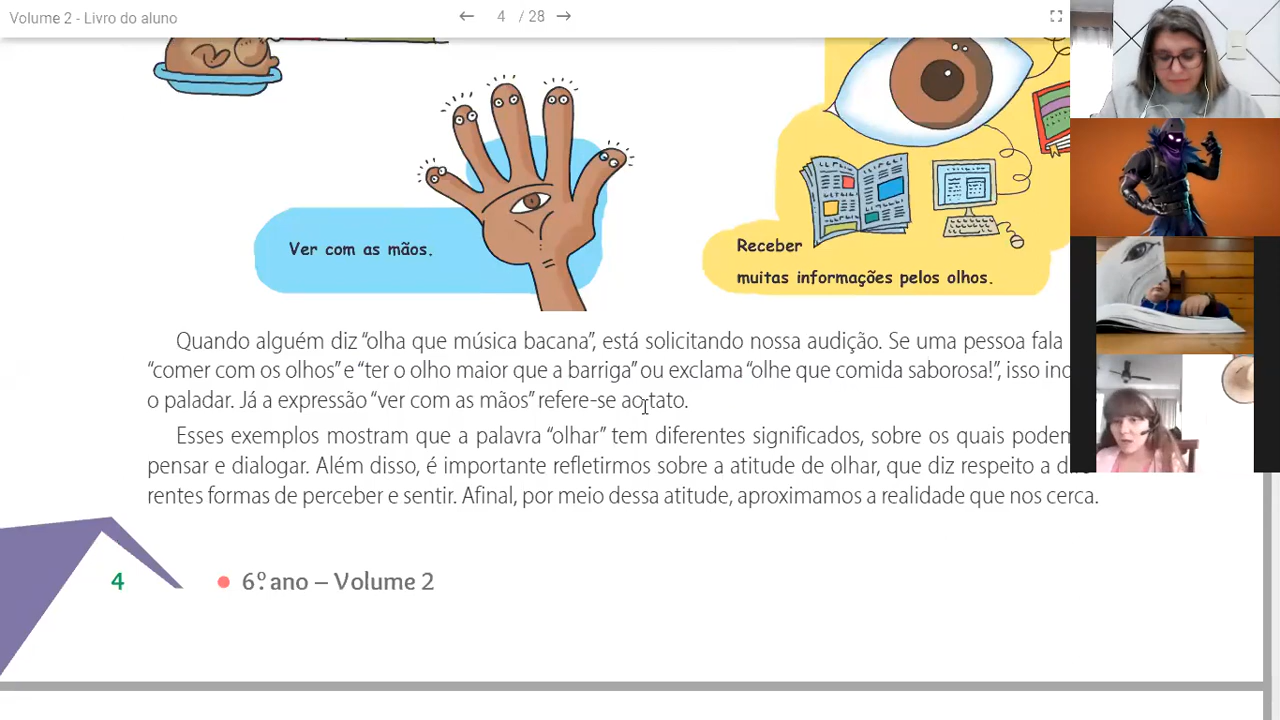 Volume 2 - Livro do aluno
4 / 28
Ver com as mãos.
Receber
muitas informações pelos olhos.
Quando alguém diz “olha que música bacana”, está solicitando nossa audição. Se uma pessoa fala
“comer com os olhos” e “ter o olho maior que a barriga” ou exclama “olhe que comida saborosa!”, isso
o paladar. Já a expressão “ver com as mãos” refere-se ao tato.
Esses exemplos mostram que a palavra “olhar” tem diferentes significados, sobre os quais
pensar e dialogar. Além disso, é importante refletirmos sobre a atitude de olhar, que diz respeito a
rentes formas de perceber e sentir. Afinal, por meio dessa atitude, aproximamos a realidade que nos cerca.
4
6º. ano – Volume 2